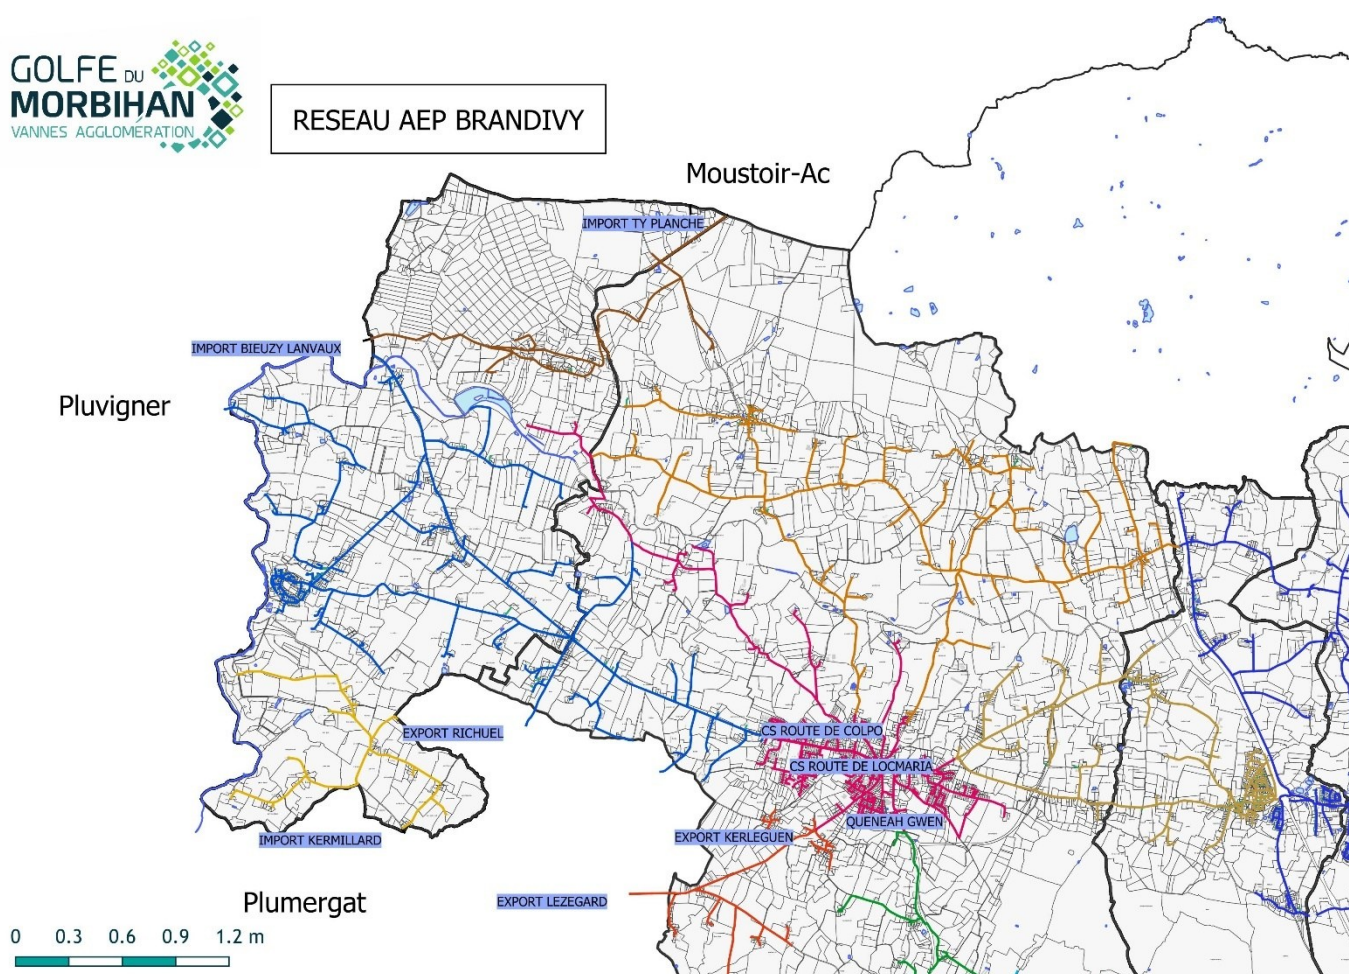 GOLFE DU
MORBIHAN
VANNES AGGLOMÉRATION
RESEAU AEP BRANDIVY
Moustoir-Ac
IMPORT TY PLANCHE
IMPORT BIEUZY LANVAUX
Pluvigner
EXPORT RICHUEL
CS ROUTE DE COLPO
CS ROUTE DE LOCMARIA
QUENEAH GWEN
EXPORT KERLEGUEN
IMPORT KERMILLARD
EXPORT LEZEGARD
Plumergat
0 0.3 0.6 0.9 1.2 m